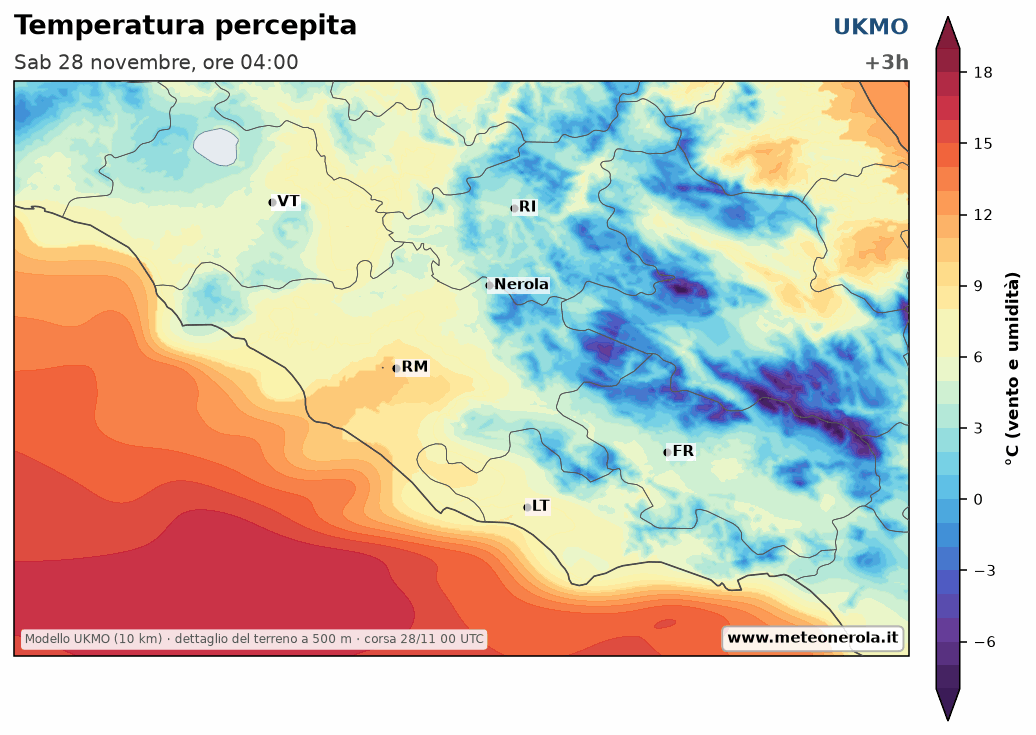 Temperatura percepita
UKMO
Sab 28 novembre, ore 04:00
+3h
VT
RI
Nerola
RM
FR
LT
Modello UKMO (10 km) · dettaglio del terreno a 500 m · corsa 28/11 00 UTC
www.meteonerola.it
18
15
12
9
6
3
0
−3
−6
°C (vento e umidità)